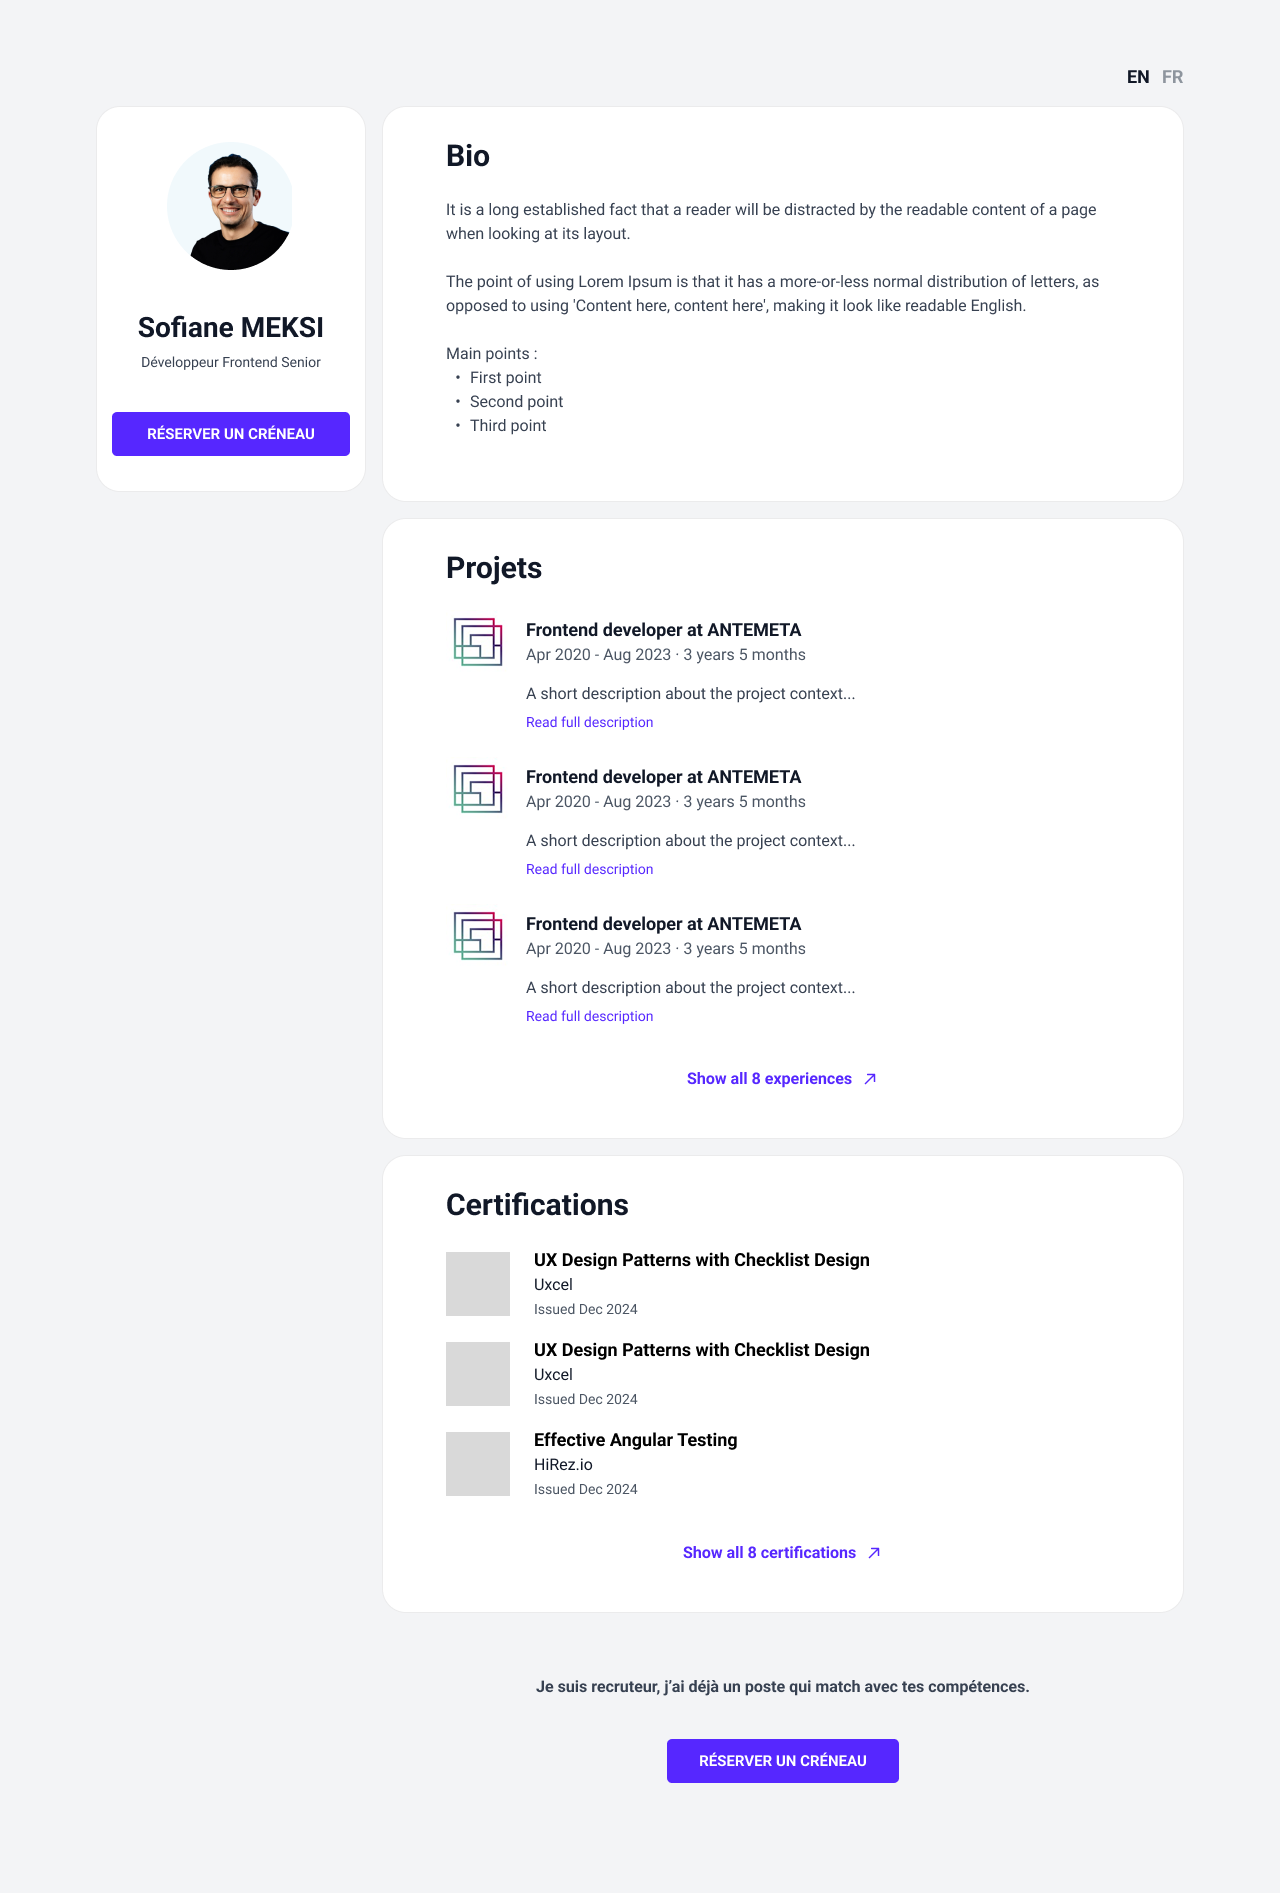 EN FR
Sofiane MEKSI
Développeur Frontend Senior
RÉSERVER UN CRÉNEAU
Bio
It is a long established fact that a reader will be distracted by the readable content of a page
when looking at its layout.
The point of using Lorem Ipsum is that it has a more-or-less normal distribution of letters, as
opposed to using 'Content here, content here', making it look like readable English.
Main points :
• First point
• Second point
• Third point
Projets
Frontend developer at ANTEMETA
Apr 2020 - Aug 2023 · 3 years 5 months
A short description about the project context...
Read full description
Frontend developer at ANTEMETA
Apr 2020 - Aug 2023 · 3 years 5 months
A short description about the project context...
Read full description
Frontend developer at ANTEMETA
Apr 2020 - Aug 2023 · 3 years 5 months
A short description about the project context...
Read full description
Show all 8 experiences
Certifications
UX Design Patterns with Checklist Design
Uxcel
Issued Dec 2024
UX Design Patterns with Checklist Design
Uxcel
Issued Dec 2024
Effective Angular Testing
HiRez.io
Issued Dec 2024
Show all 8 certifications
Je suis recruteur, j’ai déjà un poste qui match avec tes compétences.
RÉSERVER UN CRÉNEAU